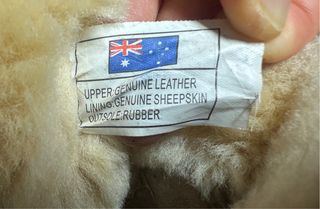 UPPER:GENUINE LEATHER
LINING:GENUINE SHEEPSKIN
OUTSOLE:RUBBER